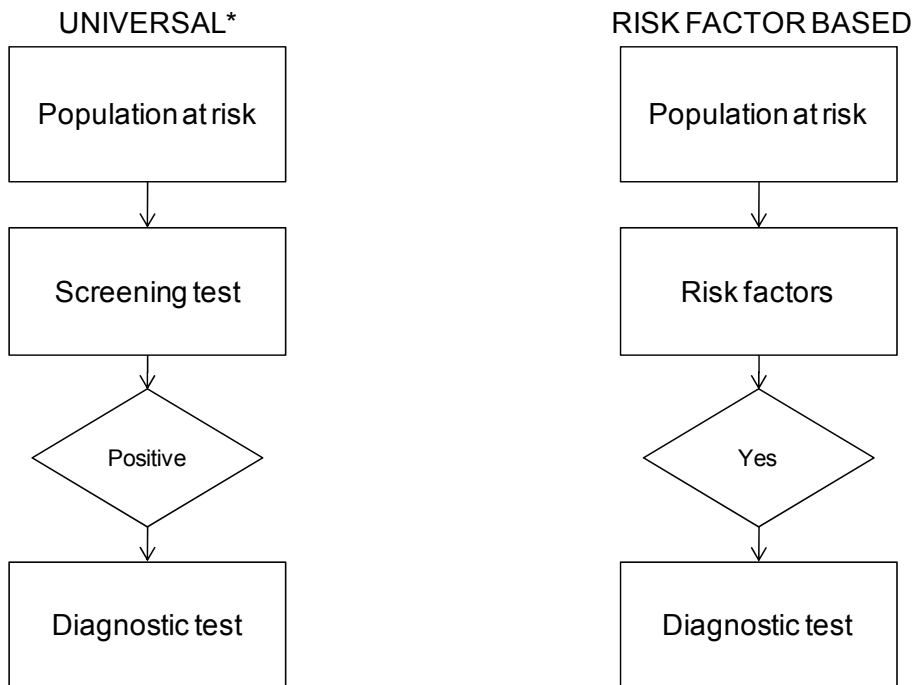 UNIVERSAL*
Population at risk
Screening test
Positive
Diagnostic test
RISK FACTOR BASED
Population at risk
Risk factors
Yes
Diagnostic test